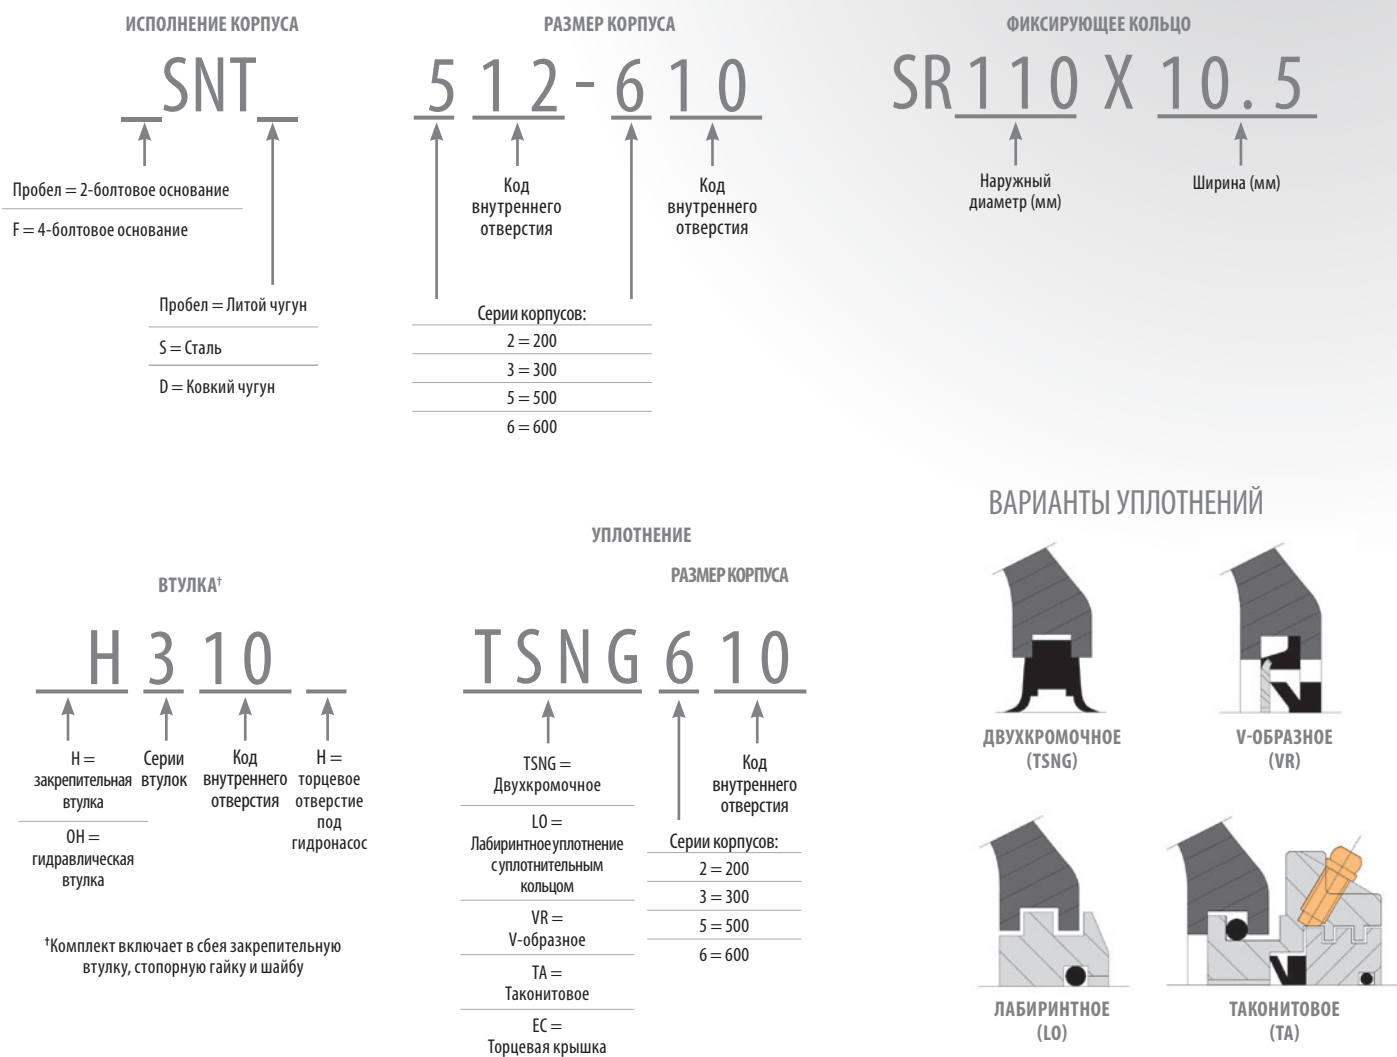 ИСПОЛНЕНИЕ КОРПУСА
SNT
Пробел = 2-болтовое основание
F = 4-болтовое основание
Пробел = Литой чугун
S = Сталь
D = Ковкий чугун
РАЗМЕР КОРПУСА
512-610
Код
внутреннего
отверстия
Код
внутреннего
отверстия
Серии корпусов:
2 = 200
3 = 300
5 = 500
6 = 600
ФИКСИРУЮЩЕЕ КОЛЬЦО
SR110 X 10.5
Наружный
диаметр (мм)
Ширина (мм)
ВТУЛКА†
H 310
H =
закрепительная
втулка
OH =
гидравлическая
втулка
Серии
втулок
Код
внутреннего
отверстия
H =
торцевое
отверстие
под
гидронасос
†Комплект включает в сбея закрепительную
втулку, стопорную гайку и шайбу
УПЛОТНЕНИЕ
РАЗМЕР КОРПУСА
TSNG 610
TSNG =
Двухкромочное
LO =
Лабиринтное уплотнение
с уплотнительным
кольцом
VR =
V-образное
TA =
Таконитовое
EC =
Торцевая крышка
Код
внутреннего
отверстия
Серии корпусов:
2 = 200
3 = 300
5 = 500
6 = 600
ВАРИАНТЫ УПЛОТНЕНИЙ
ДВУХКРОМОЧНОЕ
(TSNG)
V-ОБРАЗНОЕ
(VR)
ЛАБИРИНТНОЕ
(LO)
ТАКОНИТОВОЕ
(TA)